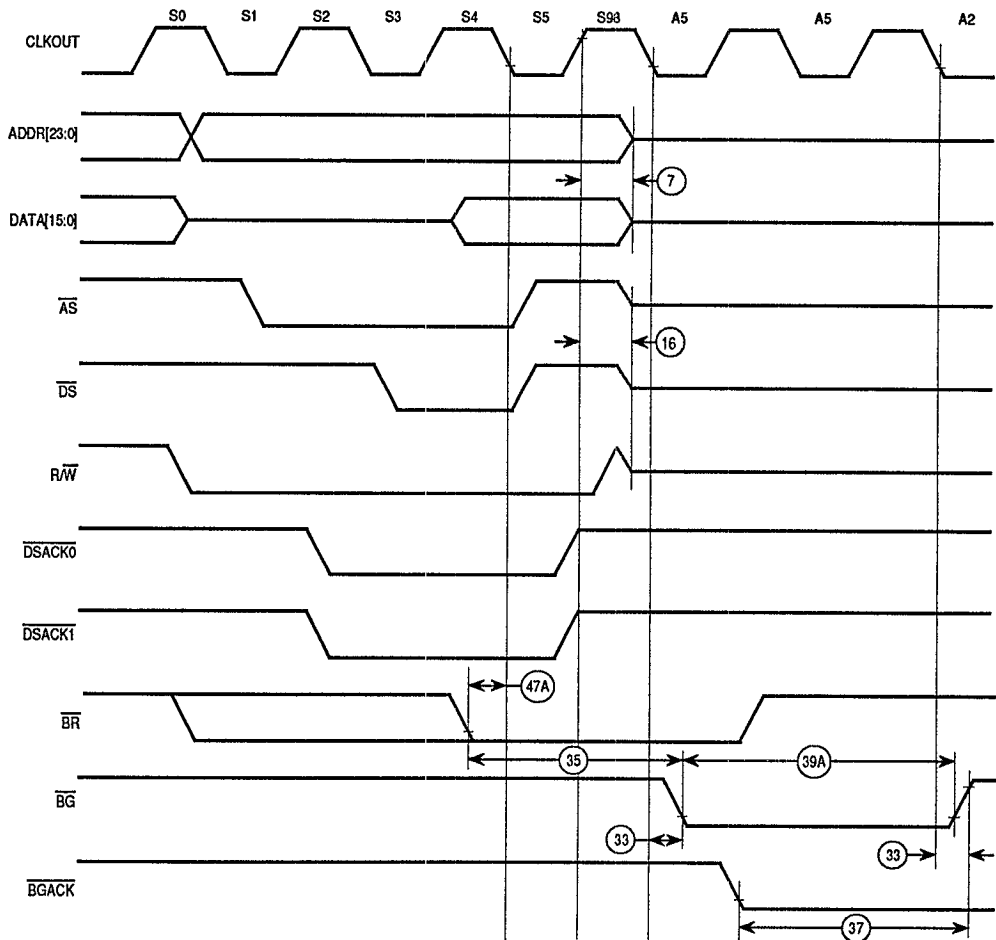 S0 S1 S2 S3 S4 S5 S98 A5 A5 A2
CLKOUT
ADDR[23:0]
7
DATA[15:0]
AS
16
DS
R/W
DSACK0
DSACK1
47A
BR
35 39A
BG
33 33
BGACK
37